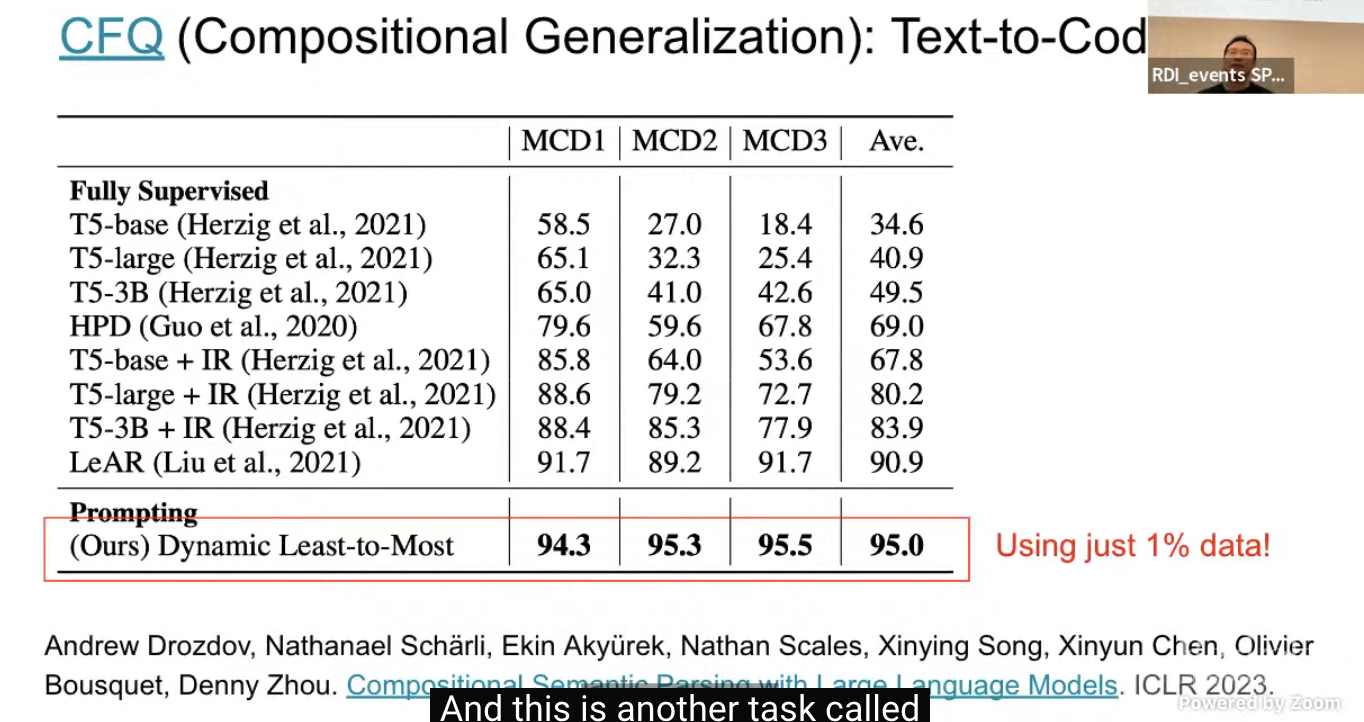 CFQ (Compositional Generalization): Text-to-Cod
RDI_events SP...
MCD1 MCD2 MCD3 Ave.
Fully Supervised
T5-base (Herzig et al., 2021) 58.5 27.0 18.4 34.6
T5-large (Herzig et al., 2021) 65.1 32.3 25.4 40.9
T5-3B (Herzig et al., 2021) 65.0 41.0 42.6 49.5
HPD (Guo et al., 2020) 79.6 59.6 67.8 69.0
T5-base + IR (Herzig et al., 2021) 85.8 64.0 53.6 67.8
T5-large + IR (Herzig et al., 2021) 88.6 79.2 72.7 80.2
T5-3B + IR (Herzig et al., 2021) 88.4 85.3 77.9 83.9
LeAR (Liu et al., 2021) 91.7 89.2 91.7 90.9
Prompting
(Ours) Dynamic Least-to-Most 94.3 95.3 95.5 95.0
Using just 1% data!
Andrew Drozdov, Nathanael Schärli, Ekin Akyürek, Nathan Scales, Xinying Song, Xinyun Chen, Olivier
Bousquet, Denny Zhou. Compositional Semantic Parsing with Large Language Models. ICLR 2023.
And this is another task called
Powered by Zoom